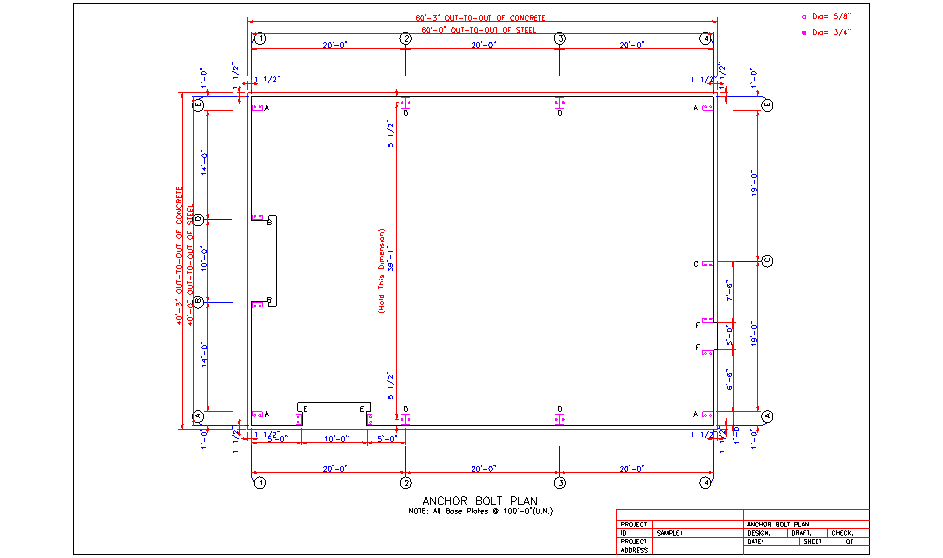 60'-3" OUT-TO-OUT OF CONCRETE
60'-0" OUT-TO-OUT OF STEEL
Dia= 5/8"
Dia= 3/4"
1
2
3
4
20'-0"
20'-0"
20'-0"
1'-0"
1 1/2"
1 1/2"
1 1/2"
1 1/2"
1'-0"
E
A
D
D
A
E
5 1/2"
14'-0"
19'-0"
40'-3" OUT-TO-OUT OF CONCRETE
40'-0" OUT-TO-OUT OF STEEL
D
B
10'-0"
(Hold This Dimension)
39'-1"
C
C
7'-6"
B
B
F
5'-0"
F
14'-0"
19'-0"
6'-6"
5 1/2"
A
A
E
E
D
D
A
A
1'-0"
1 1/2"
1 1/2"
5'-0"
10'-0"
5'-0"
1 1/2"
1 1/2"
1'-0"
1'-0"
20'-0"
20'-0"
20'-0"
1
2
3
4
ANCHOR BOLT PLAN
NOTE: All Base Plates @ 100'-0"(U.N.)
PROJECT
ID
SAMPLE1
PROJECT
ADDRESS
ANCHOR BOLT PLAN
DESIGN.
DRAFT.
CHECK.
DATE:
SHEET
OF